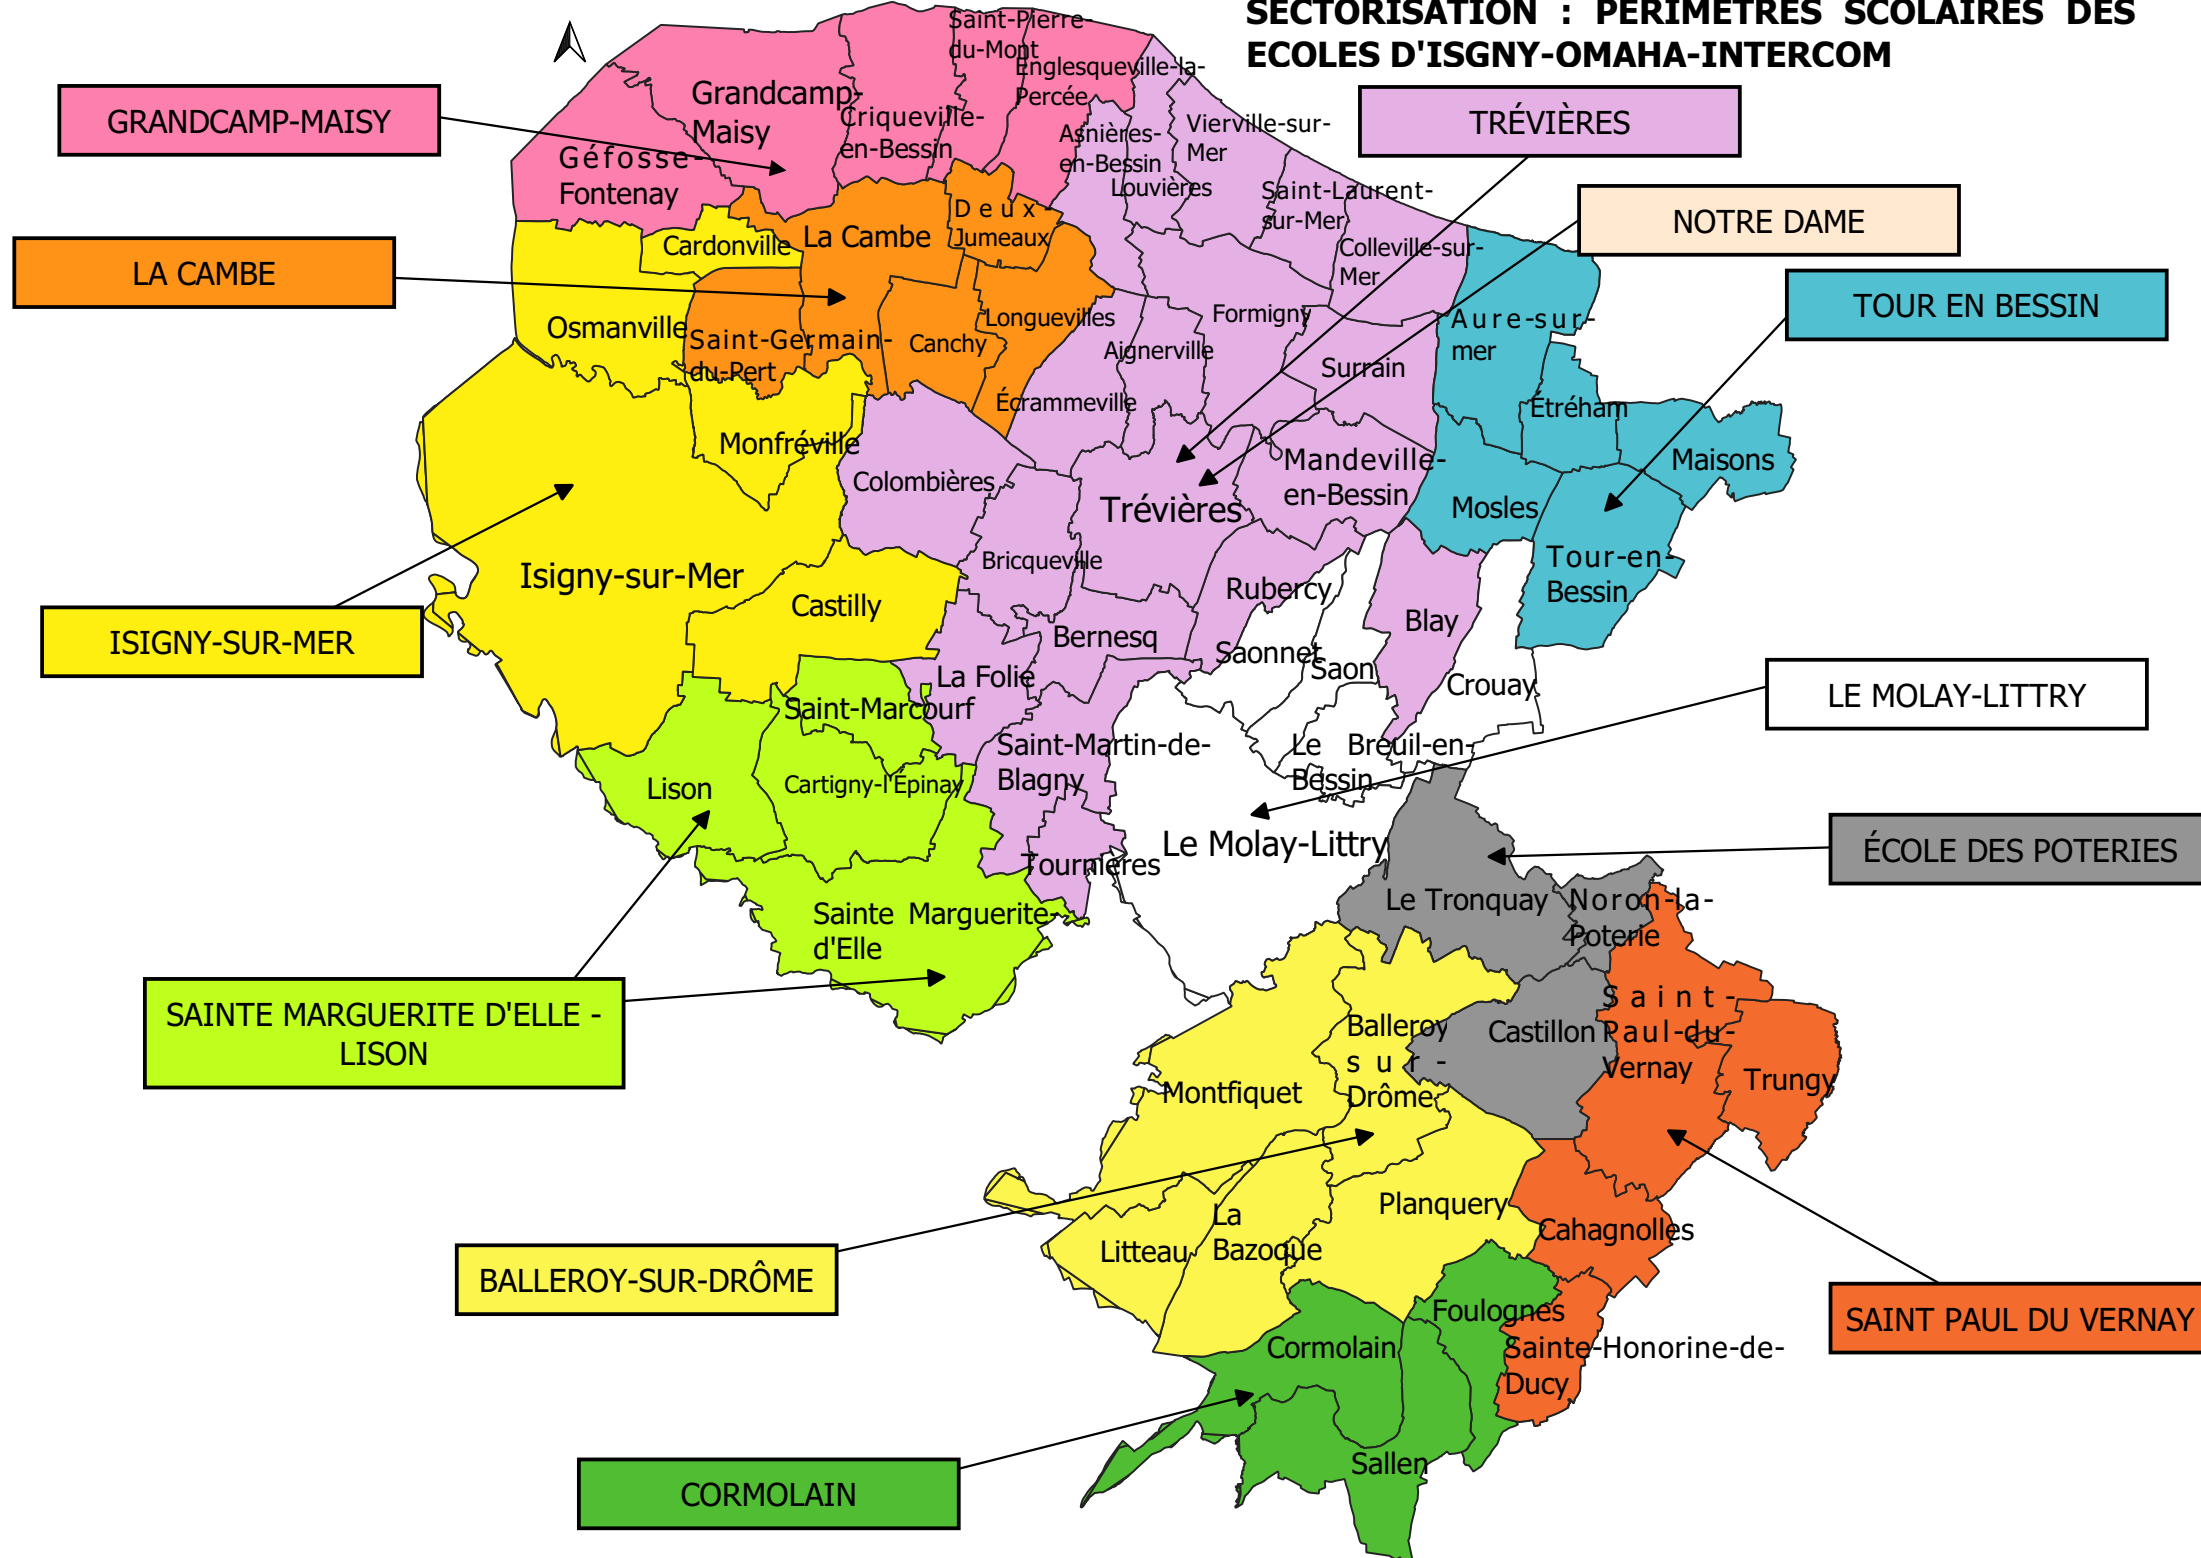 SECTORISATION : PERIMETRES SCOLAIRES DES
ECOLES D'ISGNY-OMAHA-INTERCOM
GRANDCAMP-MAISY
TRÉVIÈRES
NOTRE DAME
LA CAMBE
TOUR EN BESSIN
ISIGNY-SUR-MER
LE MOLAY-LITTRY
ÉCOLE DES POTERIES
SAINTE MARGUERITE D'ELLE -
LISON
BALLEROY-SUR-DRÔME
SAINT PAUL DU VERNAY
CORMOLAIN
Saint-Pierre-
du-Mont
Englesqueville-la-
Percée
Grandcamp-
Maisy
Criqueville-
en-Bessin
Géfosse-
Fontenay
Asnières-
en-Bessin
Louvières
Vierville-sur-
Mer
Saint-Laurent-
sur-Mer
Colleville-sur-
Mer
Deux-
Jumeaux
La Cambe
Cardonville
Osmanville
Saint-Germain-
du-Pert
Canchy
Longuevilles
Formigny
Aignerville
Surrain
Aure-sur-
mer
Étréham
Écrammeville
Monfréville
Colombières
Mandeville-
en-Bessin
Maisons
Mosles
Trévières
Isigny-sur-Mer
Bricqueville
Tour-en-
Bessin
Castilly
Rubercy
Blay
Bernesq
Saonnet
Saon
La Folie
Crouay
Saint-Marcourf
Saint-Martin-de-
Blagny
Le Breuil-en-
Bessin
Lison
Cartigny-l'Épinay
Le Molay-Littry
Tournières
Sainte Marguerite-
d'Elle
Le Tronquay
Noron-la-
Poterie
Saint-
Paul-du-
Vernay
Balleroy
sur-
Drôme
Castillon
Trungy
Montfiquet
Planquery
La
Bazoque
Litteau
Cahagnolles
Foulognes
Cormolain
Sainte-Honorine-de-
Ducy
Sallen